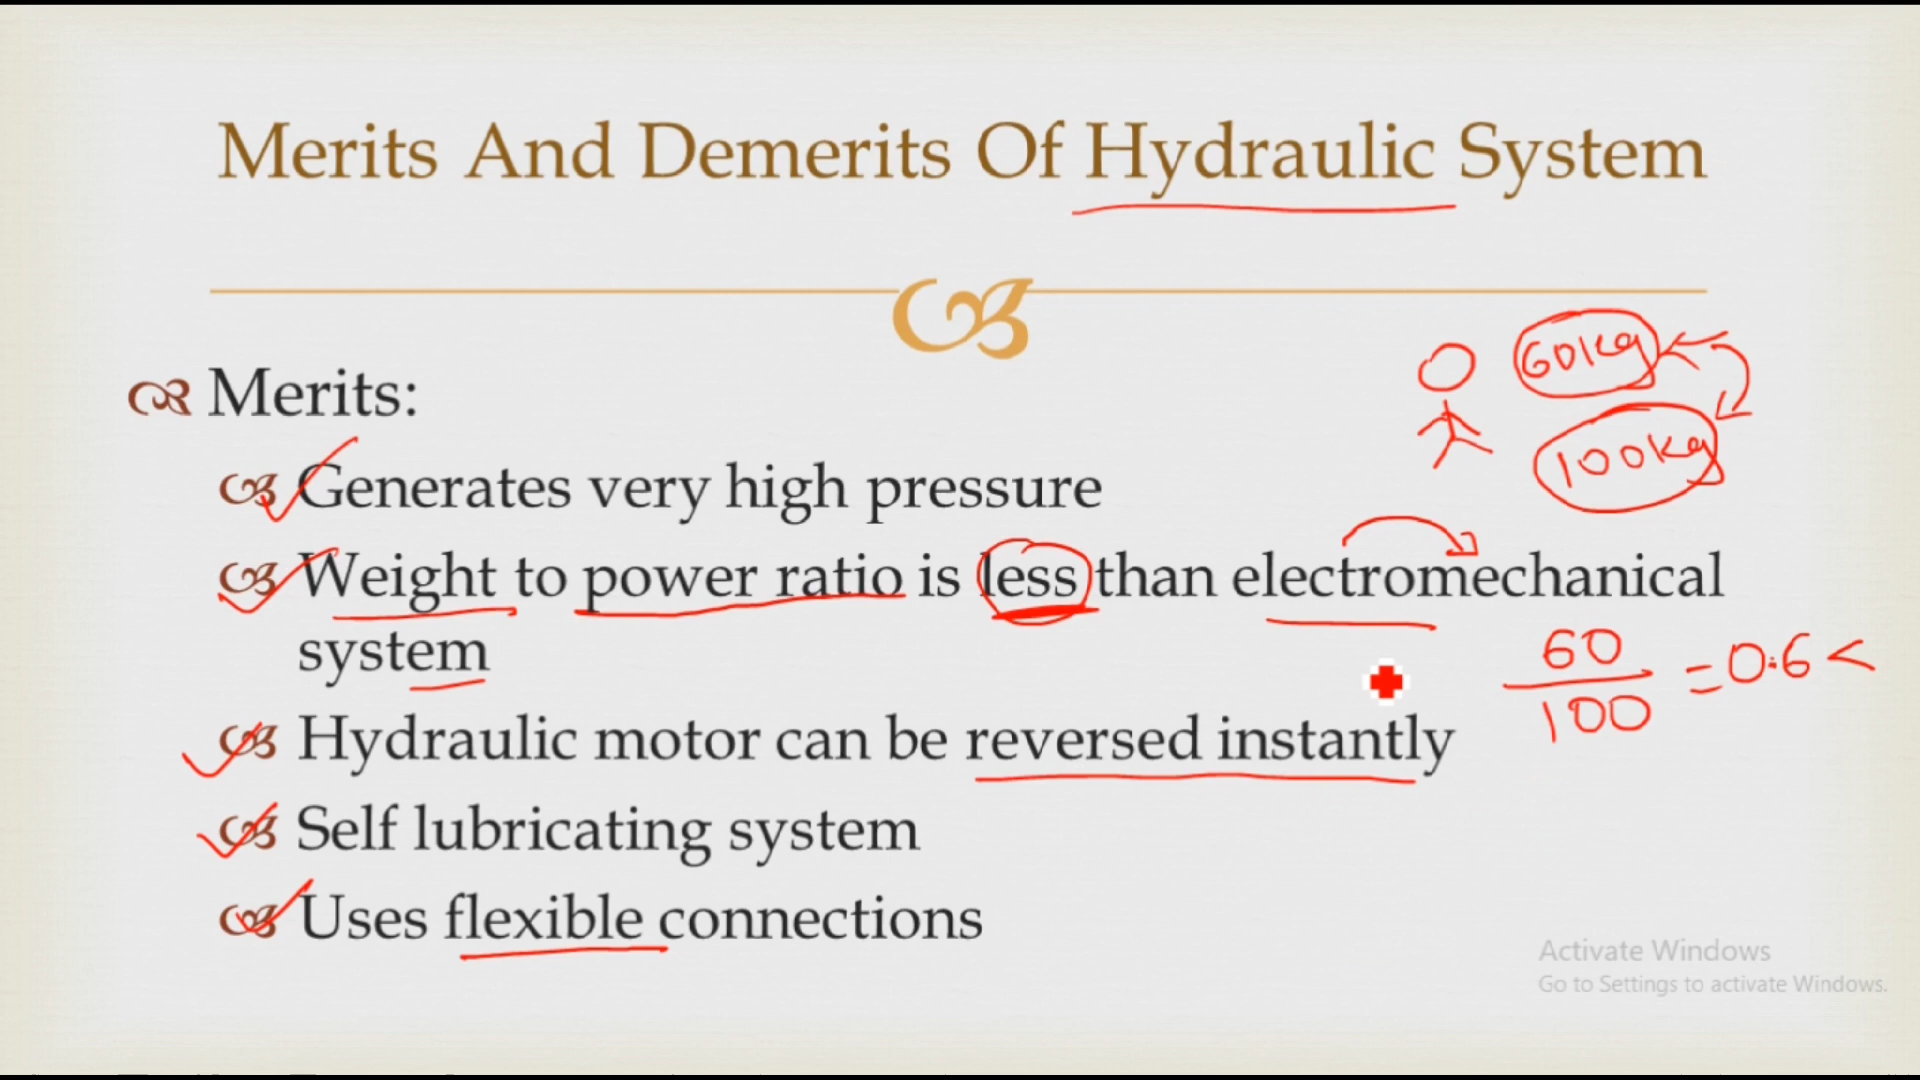 Merits And Demerits Of Hydraulic System
Merits:
60kg
100kg
Generates very high pressure
Weight to power ratio is less than electromechanical
system
60
100
=0.6<
Hydraulic motor can be reversed instantly
Self lubricating system
Uses flexible connections
Activate Windows
Go to Settings to activate Windows.